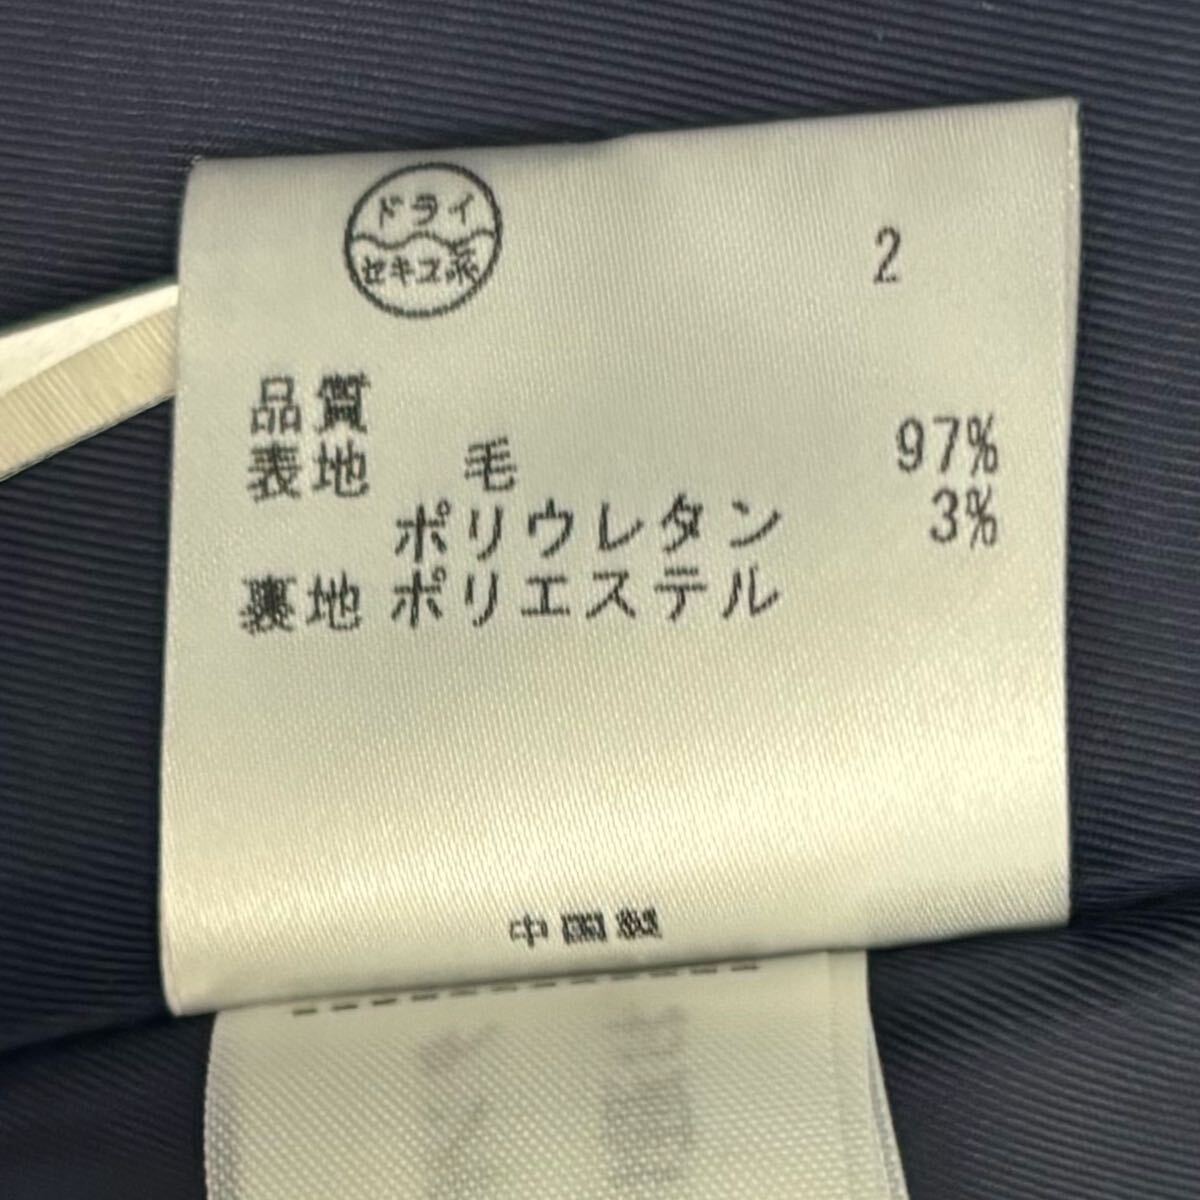 ドライ
セキユ系
2
品質
表地 毛 97%
ポリウレタン 3%
裏地 ポリエステル
中国製